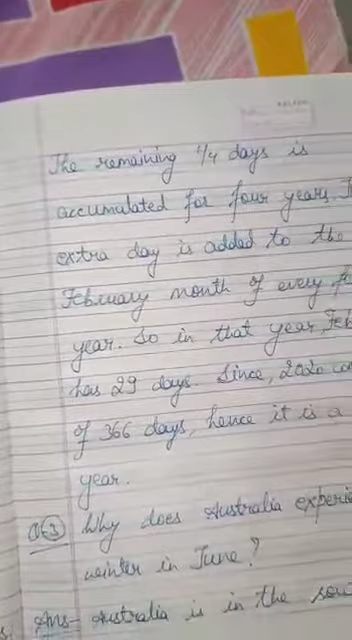 The remaining 1/4 days is
accumulated for four years.
extra day is added to the
February month of every
year. So in that year, Feb
has 29 days. Since, 2020
of 366 days, hence it is a
year.
Q3 Why does Australia experi
winter in June?
Ans- Australia is in the